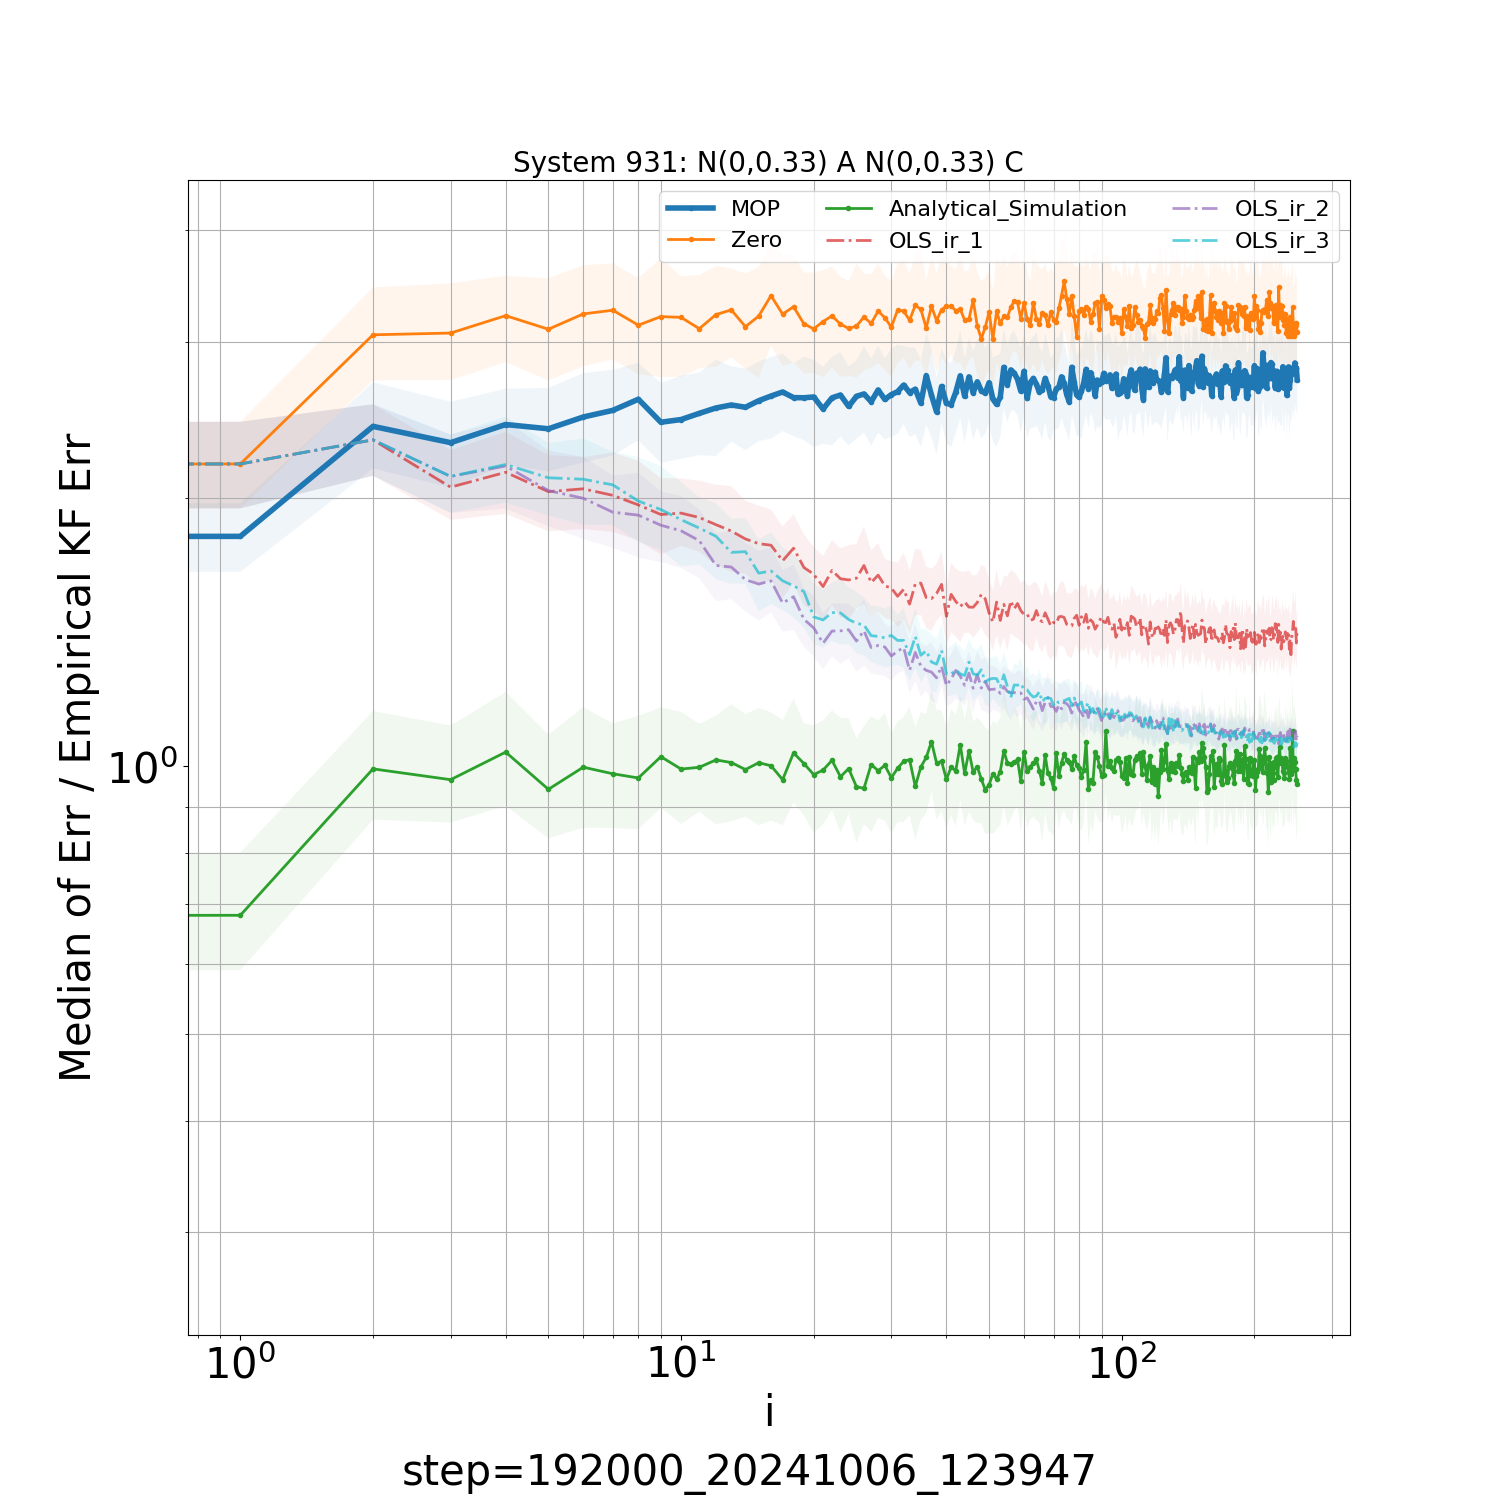 System 931: N(0,0.33) A N(0,0.33) C
MOP
Zero
Analytical_Simulation
OLS_ir_1
OLS_ir_2
OLS_ir_3
Median of Err / Empirical KF Err
10⁰
10⁰ 10¹ 10²
i
step=192000_20241006_123947